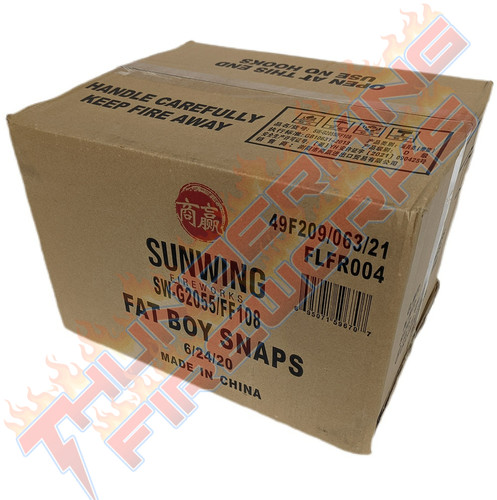 OPEN AT THIS END
USE NO HOOKS
HANDLE CAREFULLY
KEEP FIRE AWAY
商赢
49F209/063/21
FLFR004
SUNWING
FIREWORKS
SW-G2055/FF108
FAT BOY SNAPS
6/24/20
MADE IN CHINA
THUNDERING
FIREWORKS